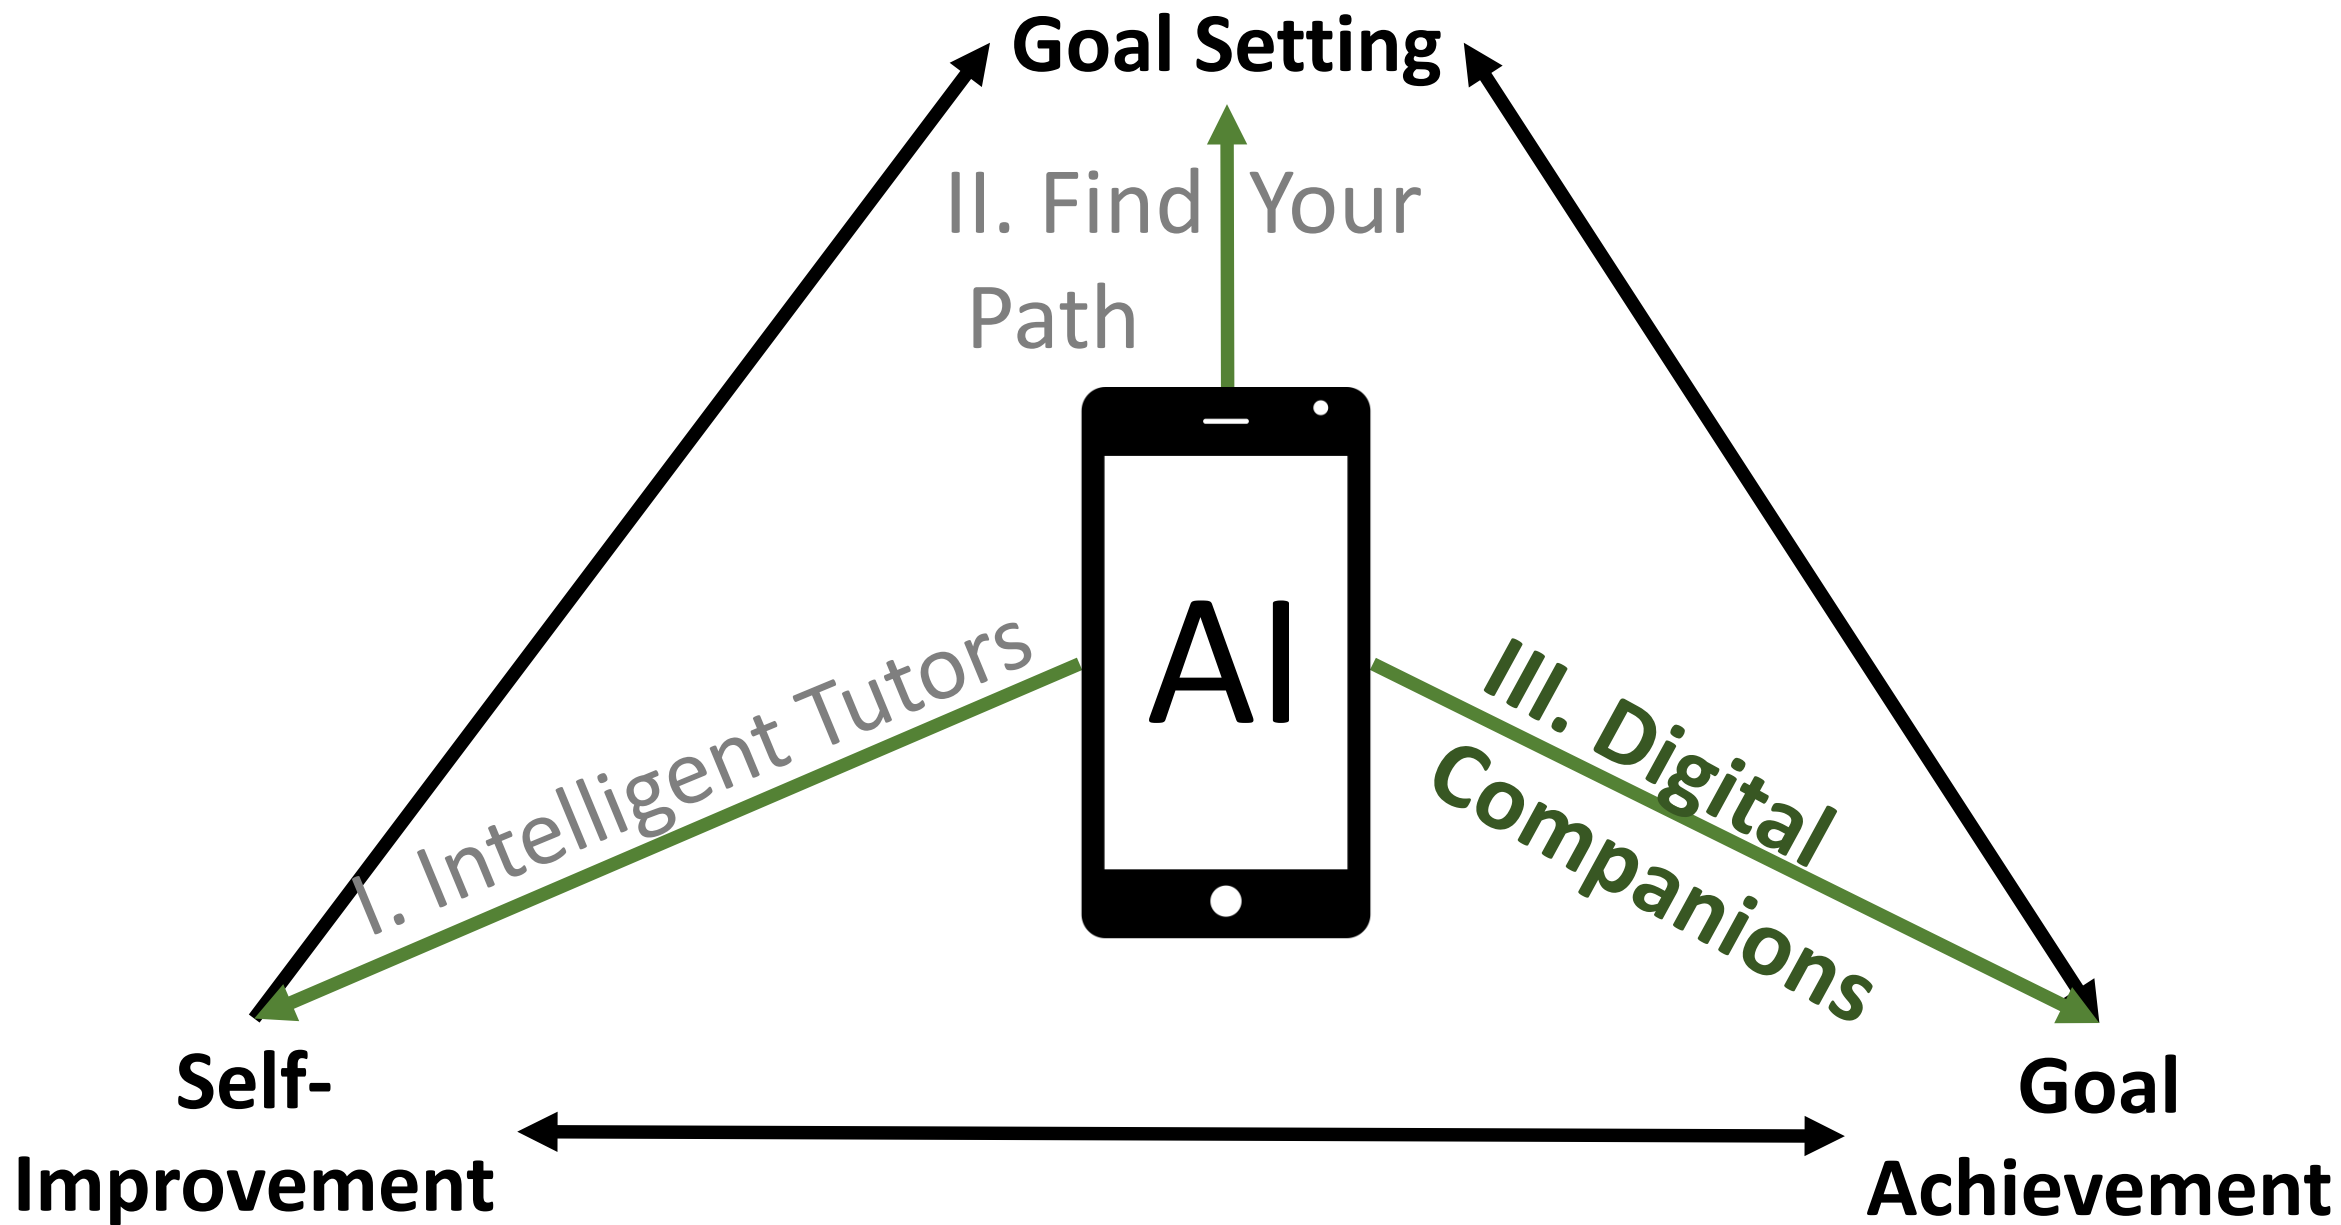 Goal Setting
II. Find Your
Path
AI
I. Intelligent Tutors
III. Digital
Companions
Self-
Improvement
Goal
Achievement